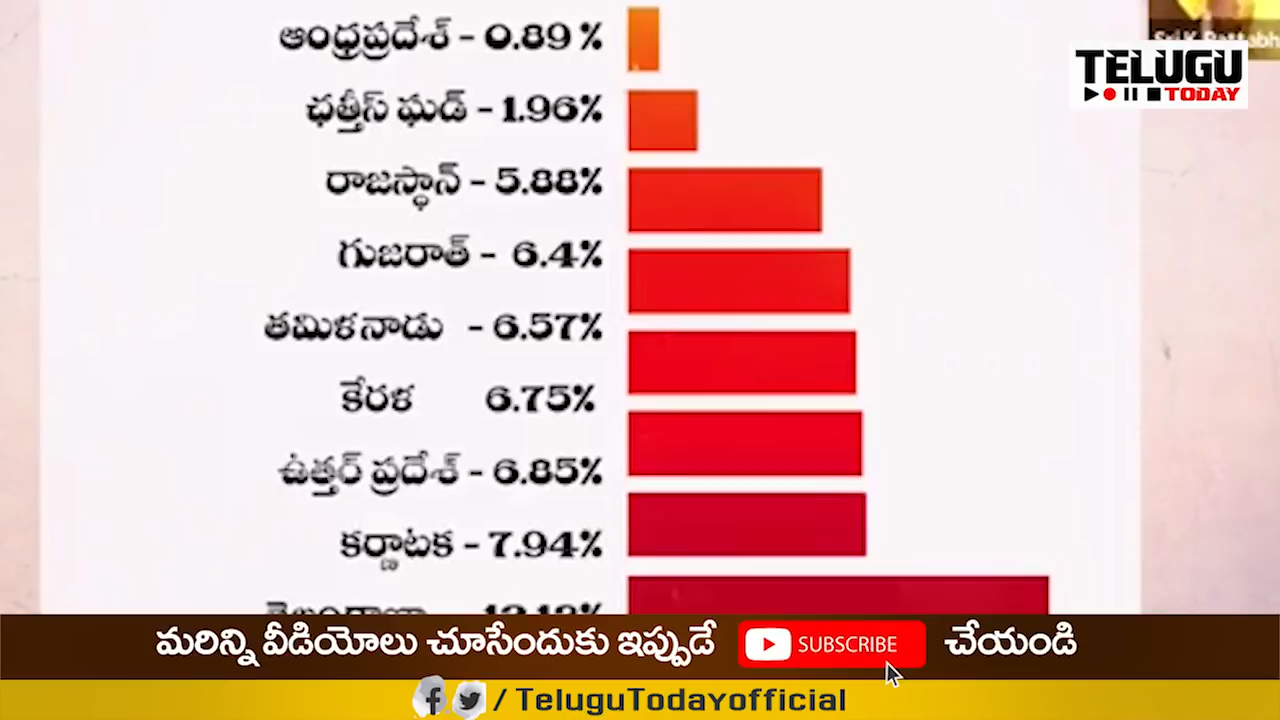 ఆంధ్రప్రదేశ్ - 0.89 %
ఛత్తీస్ ఘడ్ - 1.96%
రాజస్థాన్ - 5.88%
గుజరాత్ - 6.4%
తమిళనాడు - 6.57%
కేరళ 6.75%
ఉత్తర్ ప్రదేశ్ - 6.85%
కర్ణాటక - 7.94%
TELUGU
TODAY
మరిన్ని వీడియోలు చూసేందుకు ఇప్పుడే SUBSCRIBE చేయండి
/ TeluguTodayofficial